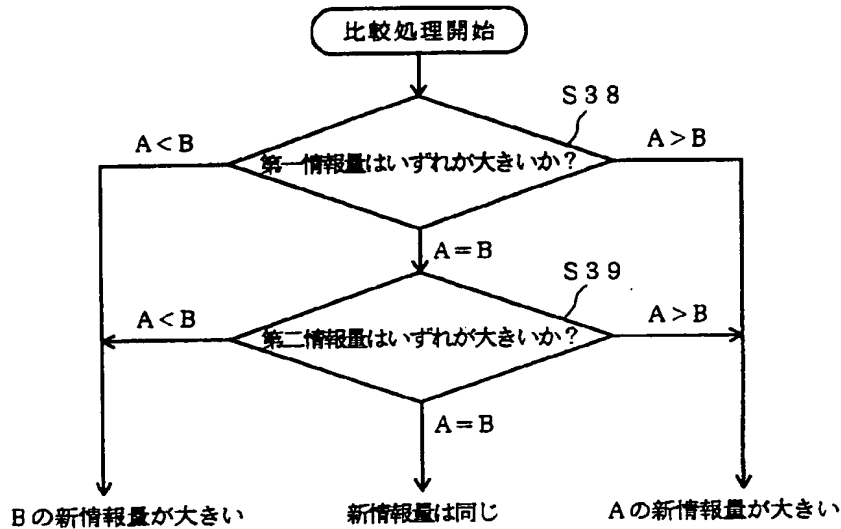 比較処理開始
S38
A<B
A>B
第一情報量はいずれが大きいか?
A=B
S39
A<B
A>B
第二情報量はいずれが大きいか?
A=B
Bの新情報量が大きい
新情報量は同じ
Aの新情報量が大きい